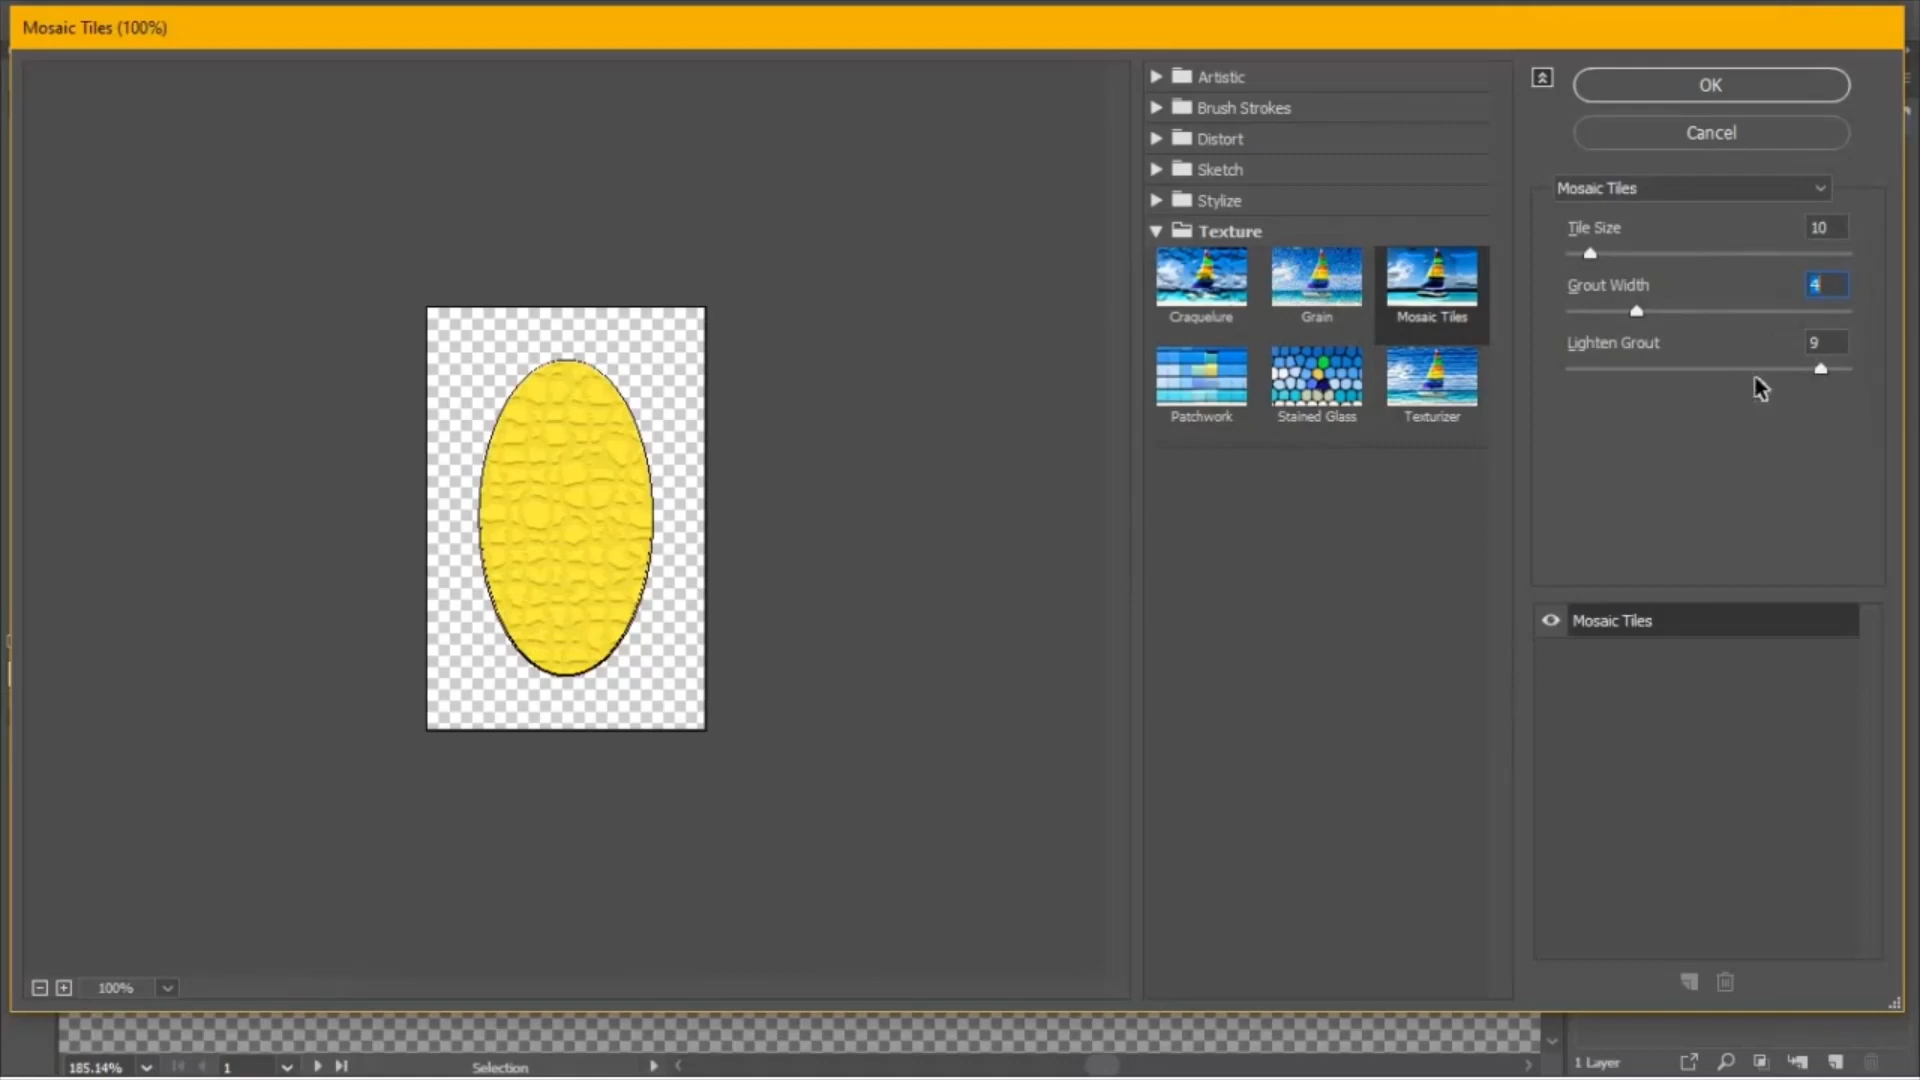 Mosaic Tiles (100%)
Artistic
Brush Strokes
Distort
Sketch
Stylize
Texture
Craquelure
Grain
Mosaic Tiles
Patchwork
Stained Glass
Texturizer
OK
Cancel
Mosaic Tiles
Tile Size 10
Grout Width 4
Lighten Grout 9
Mosaic Tiles
100%
185.14%
1
Selection
1 Layer